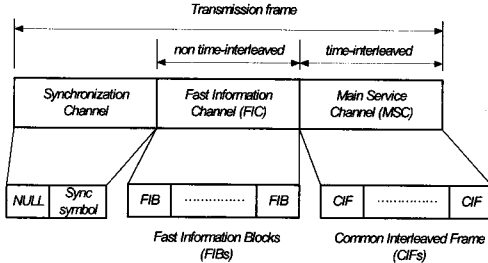 Transmission frame
non time-interleaved
time-interleaved
Synchronization
Channel
Fast Information
Channel (FIC)
Main Service
Channel (MSC)
NULL
Sync
symbol
FIB
................
FIB
CIF
................
CIF
Fast Information Blocks
(FIBs)
Common Interleaved Frame
(CIFs)